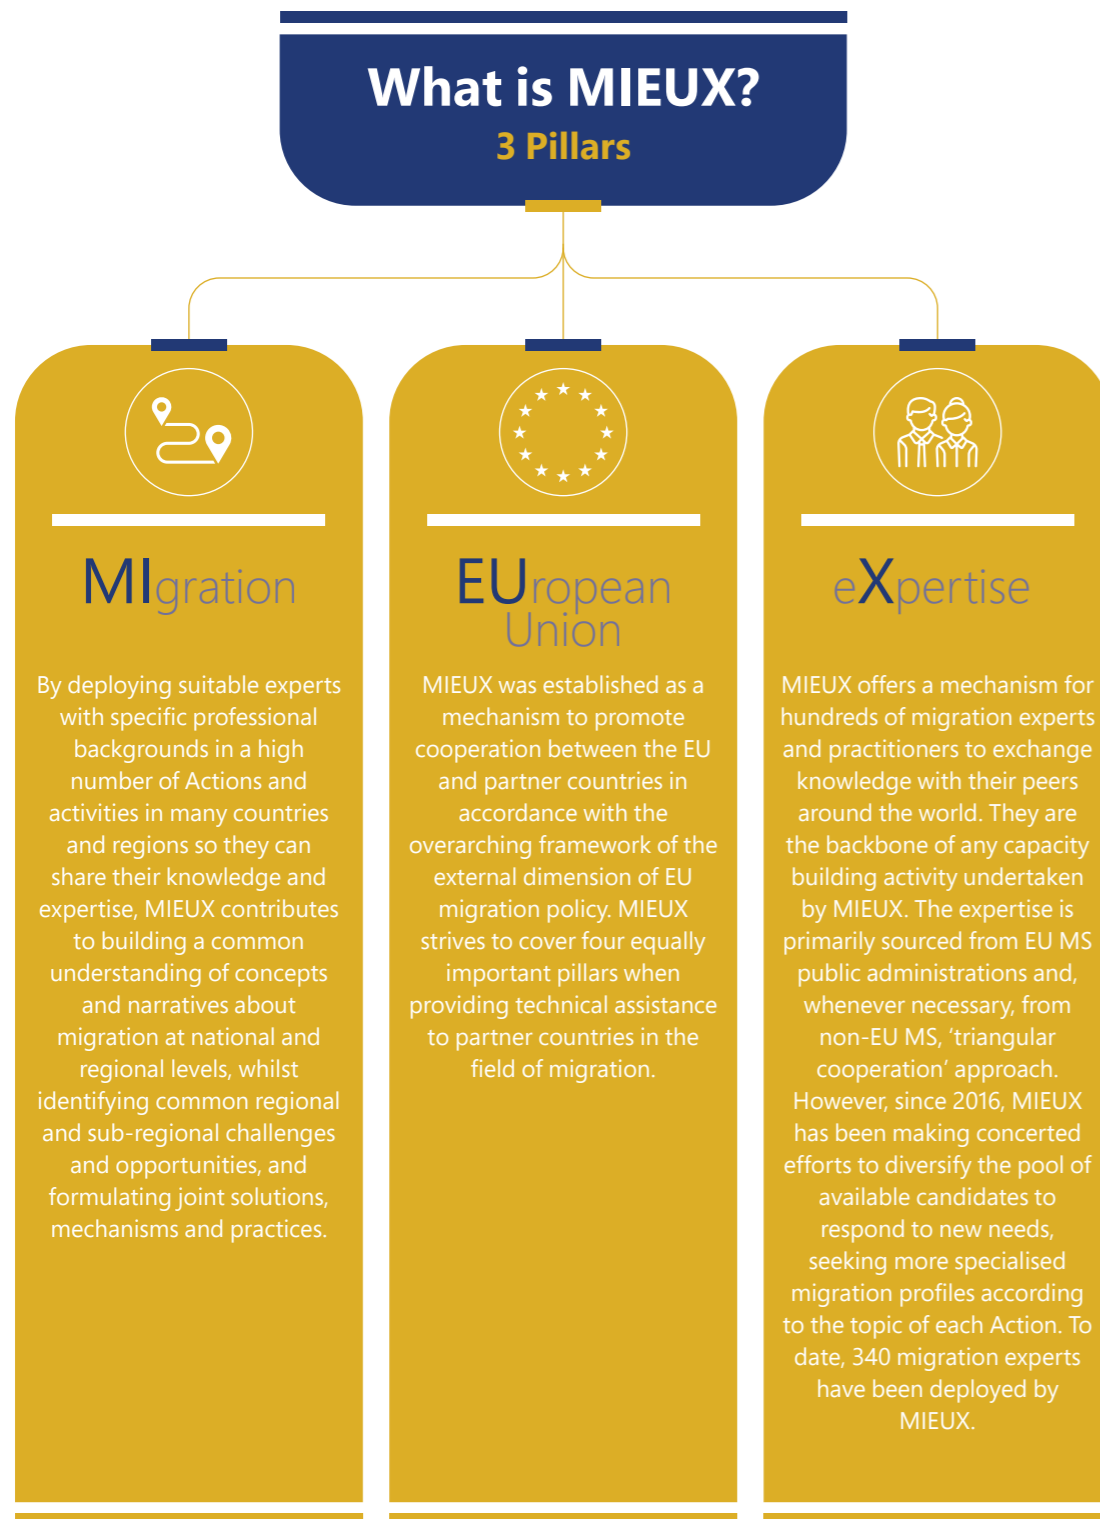 What is MIEUX?
3 Pillars
MIgration
By deploying suitable experts
with specific professional
backgrounds in a high
number of Actions and
activities in many countries
and regions so they can
share their knowledge and
expertise, MIEUX contributes
to building a common
understanding of concepts
and narratives about
migration at national and
regional levels, whilst
identifying common regional
and sub-regional challenges
and opportunities, and
formulating joint solutions,
mechanisms and practices.
EUropean
Union
MIEUX was established as a
mechanism to promote
cooperation between the EU
and partner countries in
accordance with the
overarching framework of the
external dimension of EU
migration policy. MIEUX
strives to cover four equally
important pillars when
providing technical assistance
to partner countries in the
field of migration.
eXpertise
MIEUX offers a mechanism for
hundreds of migration experts
and practitioners to exchange
knowledge with their peers
around the world. They are
the backbone of any capacity
building activity undertaken
by MIEUX. The expertise is
primarily sourced from EU MS
public administrations and,
whenever necessary, from
non-EU MS, ‘triangular
cooperation’ approach.
However, since 2016, MIEUX
has been making concerted
efforts to diversify the pool of
available candidates to
respond to new needs,
seeking more specialised
migration profiles according
to the topic of each Action. To
date, 340 migration experts
have been deployed by
MIEUX.